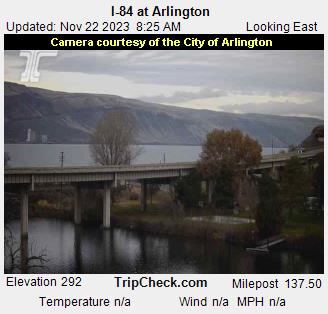 I-84 at Arlington
Updated: Nov 22 2023 8:25 AM Looking East
Camera courtesy of the City of Arlington
Elevation 292 TripCheck.com Milepost 137.50
Temperature n/a Wind n/a MPH n/a